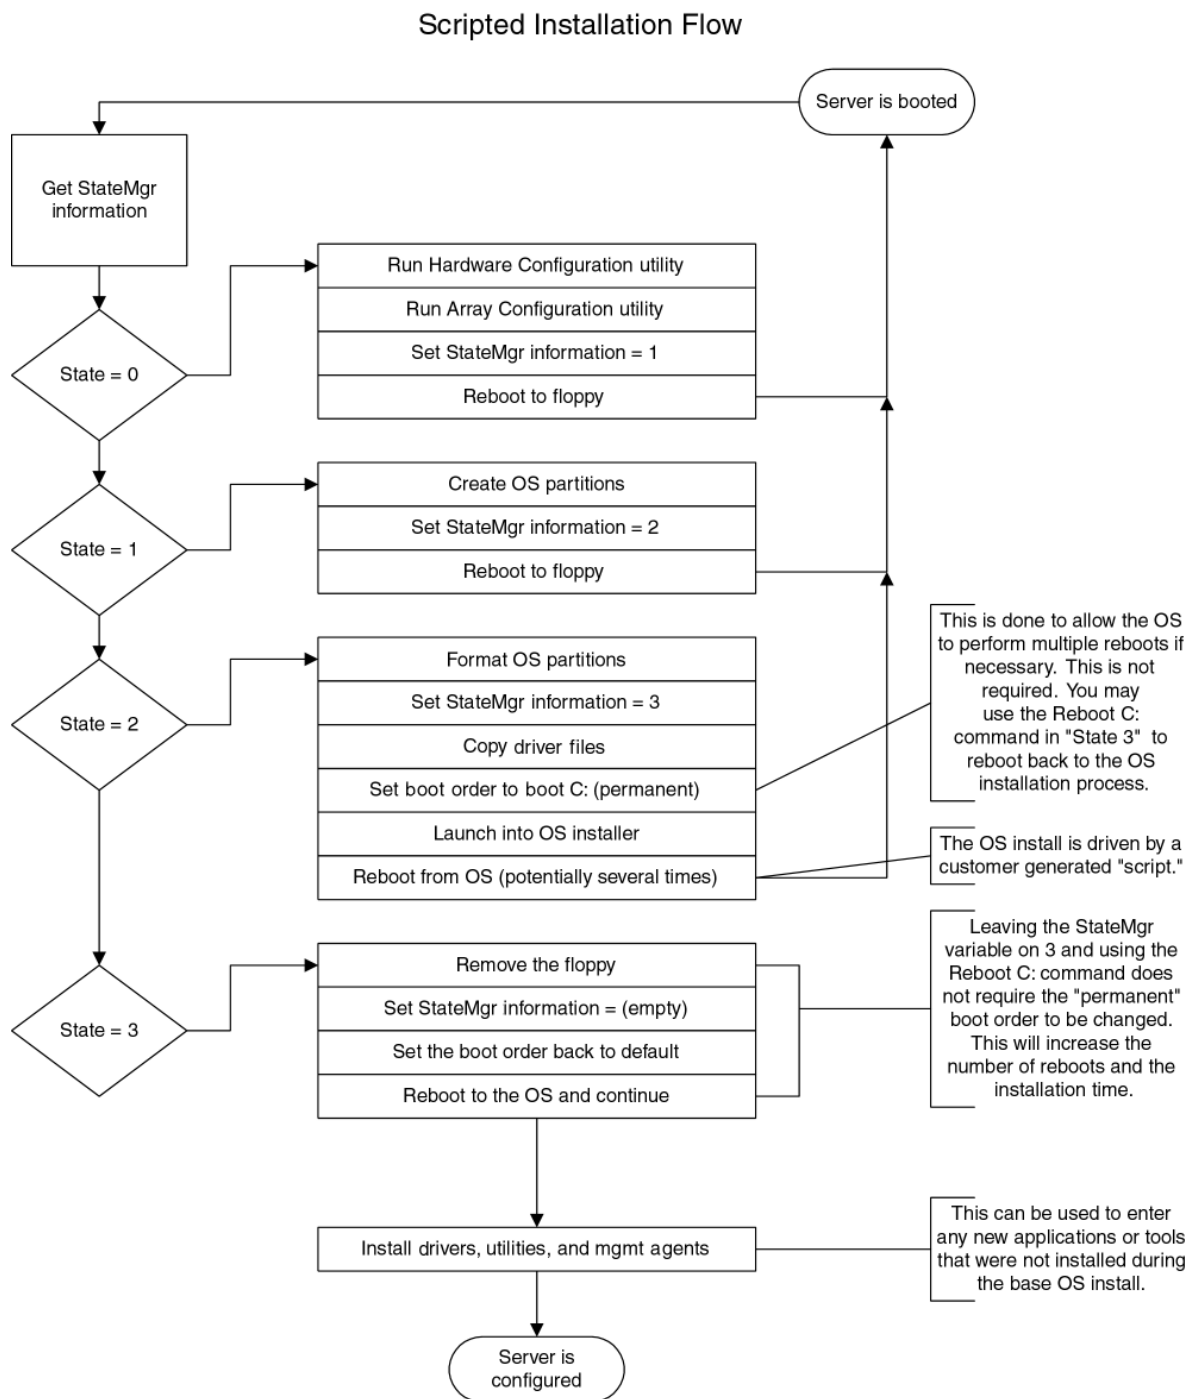 Scripted Installation Flow
Server is booted
Get StateMgr
information
State = 0
Run Hardware Configuration utility
Run Array Configuration utility
Set StateMgr information = 1
Reboot to floppy
State = 1
Create OS partitions
Set StateMgr information = 2
Reboot to floppy
State = 2
Format OS partitions
Set StateMgr information = 3
Copy driver files
Set boot order to boot C: (permanent)
Launch into OS installer
Reboot from OS (potentially several times)
This is done to allow the OS
to perform multiple reboots if
necessary. This is not
required. You may
use the Reboot C:
command in "State 3" to
reboot back to the OS
installation process.
The OS install is driven by a
customer generated "script."
State = 3
Remove the floppy
Set StateMgr information = (empty)
Set the boot order back to default
Reboot to the OS and continue
Leaving the StateMgr
variable on 3 and using the
Reboot C: command does
not require the "permanent"
boot order to be changed.
This will increase the
number of reboots and the
installation time.
Install drivers, utilities, and mgmt agents
This can be used to enter
any new applications or tools
that were not installed during
the base OS install.
Server is
configured